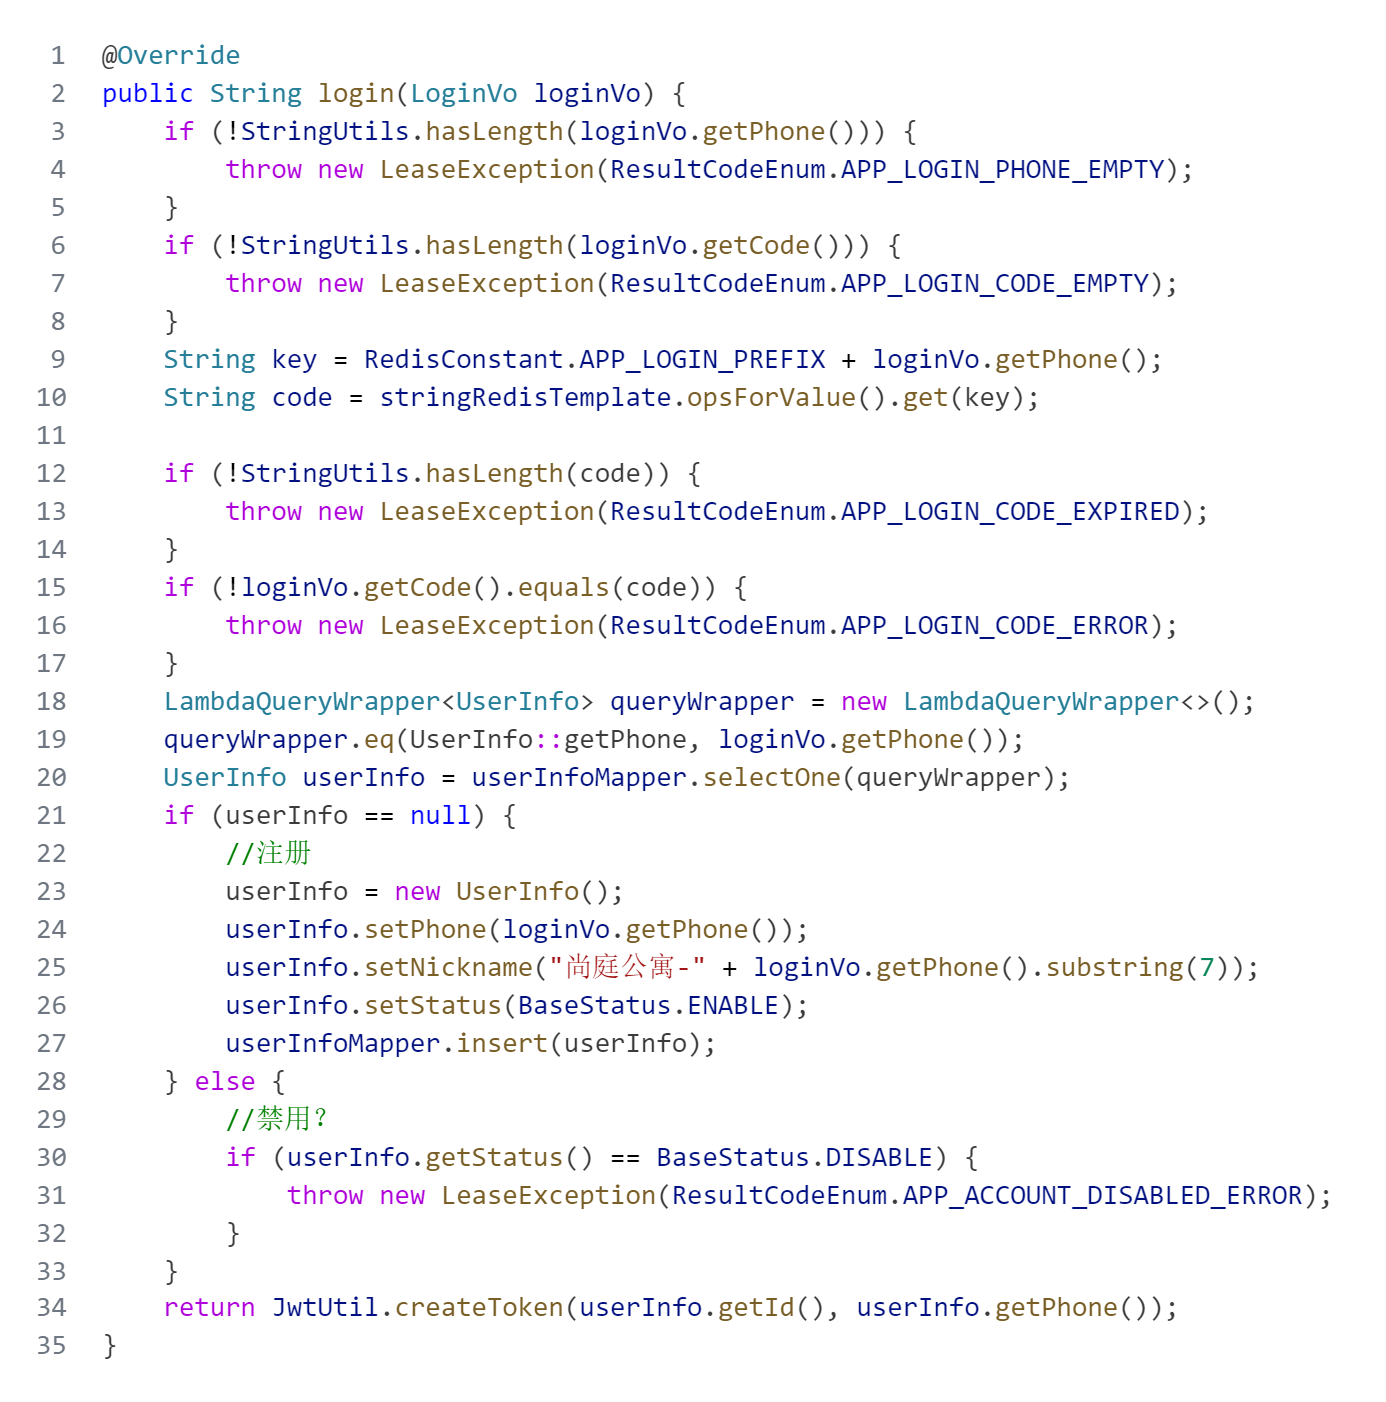 1 @Override
2 public String login(LoginVo loginVo) {
3     if (!StringUtils.hasLength(loginVo.getPhone())) {
4         throw new LeaseException(ResultCodeEnum.APP_LOGIN_PHONE_EMPTY);
5     }
6     if (!StringUtils.hasLength(loginVo.getCode())) {
7         throw new LeaseException(ResultCodeEnum.APP_LOGIN_CODE_EMPTY);
8     }
9     String key = RedisConstant.APP_LOGIN_PREFIX + loginVo.getPhone();
10     String code = stringRedisTemplate.opsForValue().get(key);
11
12     if (!StringUtils.hasLength(code)) {
13         throw new LeaseException(ResultCodeEnum.APP_LOGIN_CODE_EXPIRED);
14     }
15     if (!loginVo.getCode().equals(code)) {
16         throw new LeaseException(ResultCodeEnum.APP_LOGIN_CODE_ERROR);
17     }
18     LambdaQueryWrapper<UserInfo> queryWrapper = new LambdaQueryWrapper<>();
19     queryWrapper.eq(UserInfo::getPhone, loginVo.getPhone());
20     UserInfo userInfo = userInfoMapper.selectOne(queryWrapper);
21     if (userInfo == null) {
22         //注册
23         userInfo = new UserInfo();
24         userInfo.setPhone(loginVo.getPhone());
25         userInfo.setNickname("尚庭公寓-" + loginVo.getPhone().substring(7));
26         userInfo.setStatus(BaseStatus.ENABLE);
27         userInfoMapper.insert(userInfo);
28     } else {
29         //禁用?
30         if (userInfo.getStatus() == BaseStatus.DISABLE) {
31             throw new LeaseException(ResultCodeEnum.APP_ACCOUNT_DISABLED_ERROR);
32         }
33     }
34     return JwtUtil.createToken(userInfo.getId(), userInfo.getPhone());
35 }